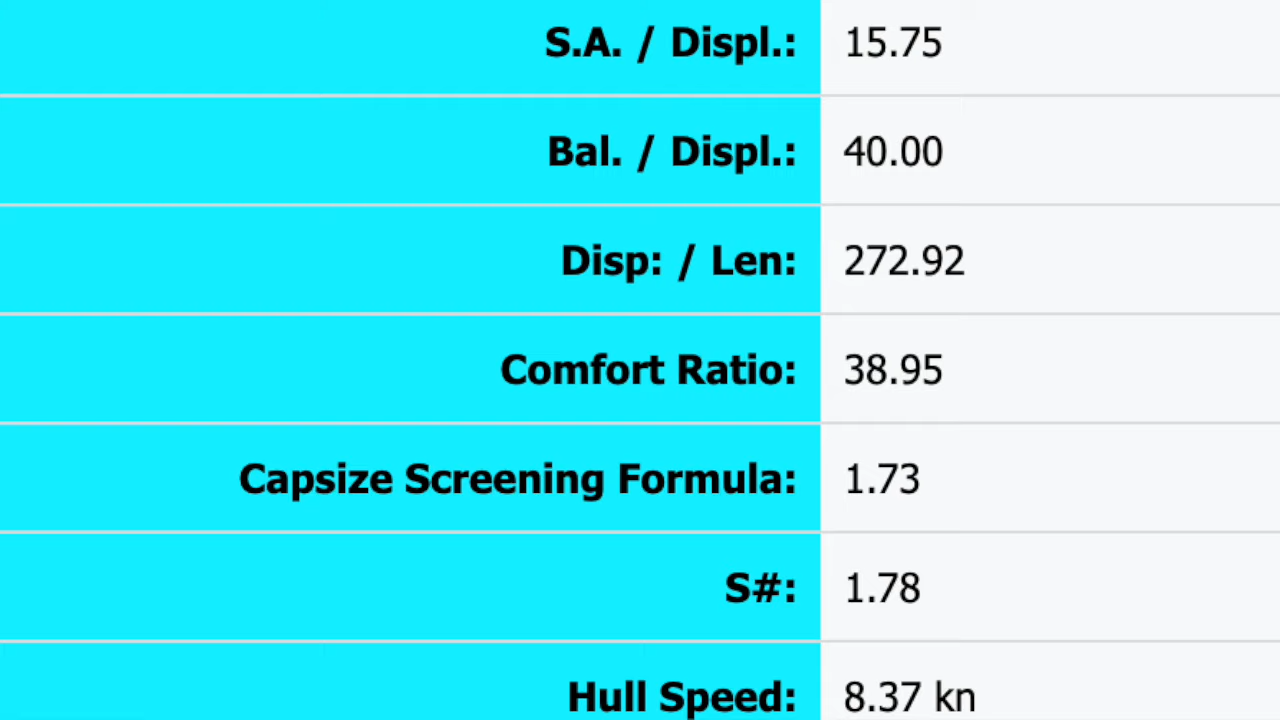 S.A. / Displ.: 15.75
Bal. / Displ.: 40.00
Disp: / Len: 272.92
Comfort Ratio: 38.95
Capsize Screening Formula: 1.73
S#: 1.78
Hull Speed: 8.37 kn